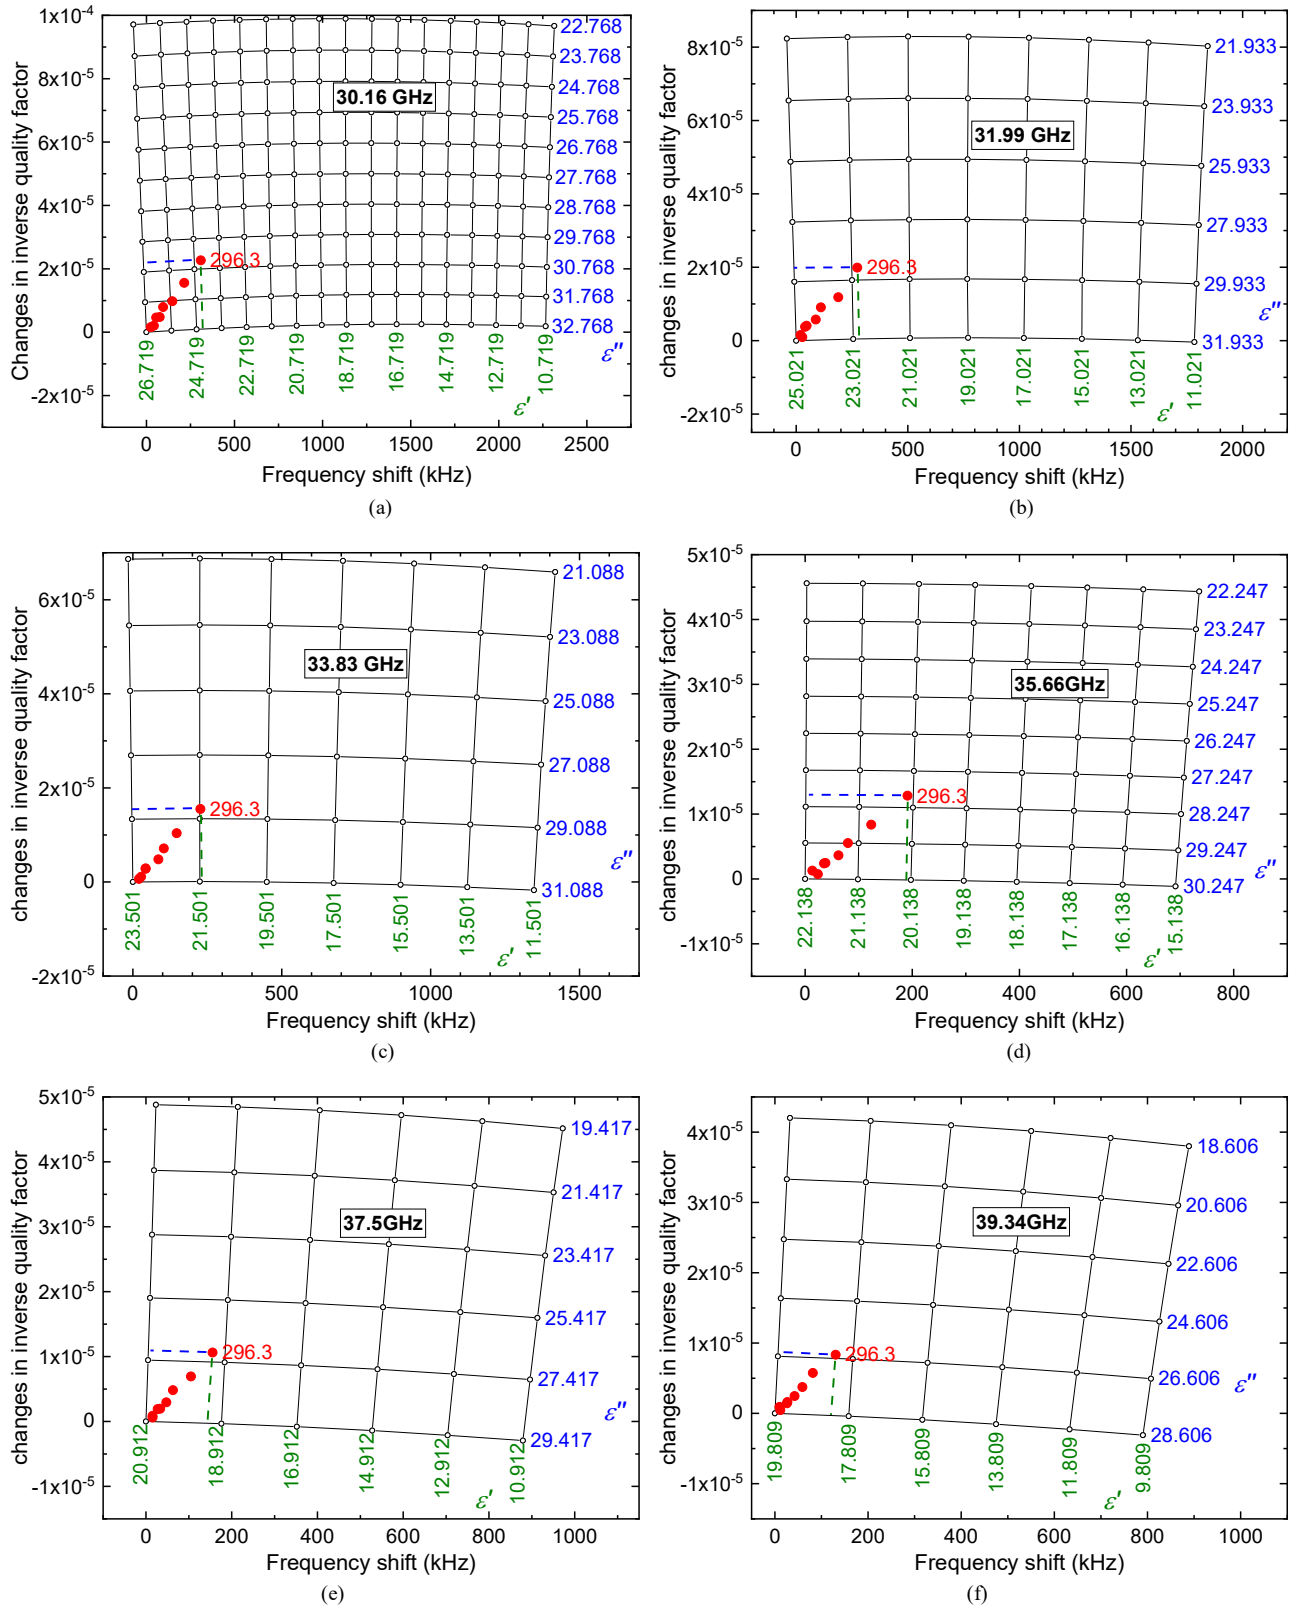 Changes in inverse quality factor
1x10⁻⁴
8x10⁻⁵
6x10⁻⁵
4x10⁻⁵
2x10⁻⁵
0
-2x10⁻⁵
30.16 GHz
296.3
22.768
23.768
24.768
25.768
26.768
27.768
28.768
29.768
30.768
31.768
32.768
ε''
26.719 24.719 22.719 20.719 18.719 16.719 14.719 12.719 10.719
ε'
0 500 1000 1500 2000 2500
Frequency shift (kHz)
(a)
changes in inverse quality factor
8x10⁻⁵
6x10⁻⁵
4x10⁻⁵
2x10⁻⁵
0
-2x10⁻⁵
31.99 GHz
296.3
21.933
23.933
25.933
27.933
29.933
ε''
31.933
25.021 23.021 21.021 19.021 17.021 15.021 13.021 11.021
ε'
0 500 1000 1500 2000
Frequency shift (kHz)
(b)
changes in inverse quality factor
6x10⁻⁵
4x10⁻⁵
2x10⁻⁵
0
-2x10⁻⁵
33.83 GHz
296.3
21.088
23.088
25.088
27.088
29.088
ε''
31.088
23.501 21.501 19.501 17.501 15.501 13.501 11.501
ε'
0 500 1000 1500
Frequency shift (kHz)
(c)
changes in inverse quality factor
5x10⁻⁵
4x10⁻⁵
3x10⁻⁵
2x10⁻⁵
1x10⁻⁵
0
-1x10⁻⁵
35.66GHz
296.3
22.247
23.247
24.247
25.247
26.247
27.247
28.247
29.247
ε''
30.247
22.138 21.138 20.138 19.138 18.138 17.138 16.138 15.138
ε'
0 200 400 600 800
Frequency shift (kHz)
(d)
changes in inverse quality factor
5x10⁻⁵
4x10⁻⁵
3x10⁻⁵
2x10⁻⁵
1x10⁻⁵
0
-1x10⁻⁵
37.5GHz
296.3
19.417
21.417
23.417
25.417
27.417
ε''
29.417
20.912 18.912 16.912 14.912 12.912 10.912
ε'
0 200 400 600 800 1000
Frequency shift (kHz)
(e)
changes in inverse quality factor
4x10⁻⁵
3x10⁻⁵
2x10⁻⁵
1x10⁻⁵
0
-1x10⁻⁵
39.34GHz
296.3
18.606
20.606
22.606
24.606
26.606
ε''
28.606
19.809 17.809 15.809 13.809 11.809 9.809
ε'
0 200 400 600 800 1000
Frequency shift (kHz)
(f)